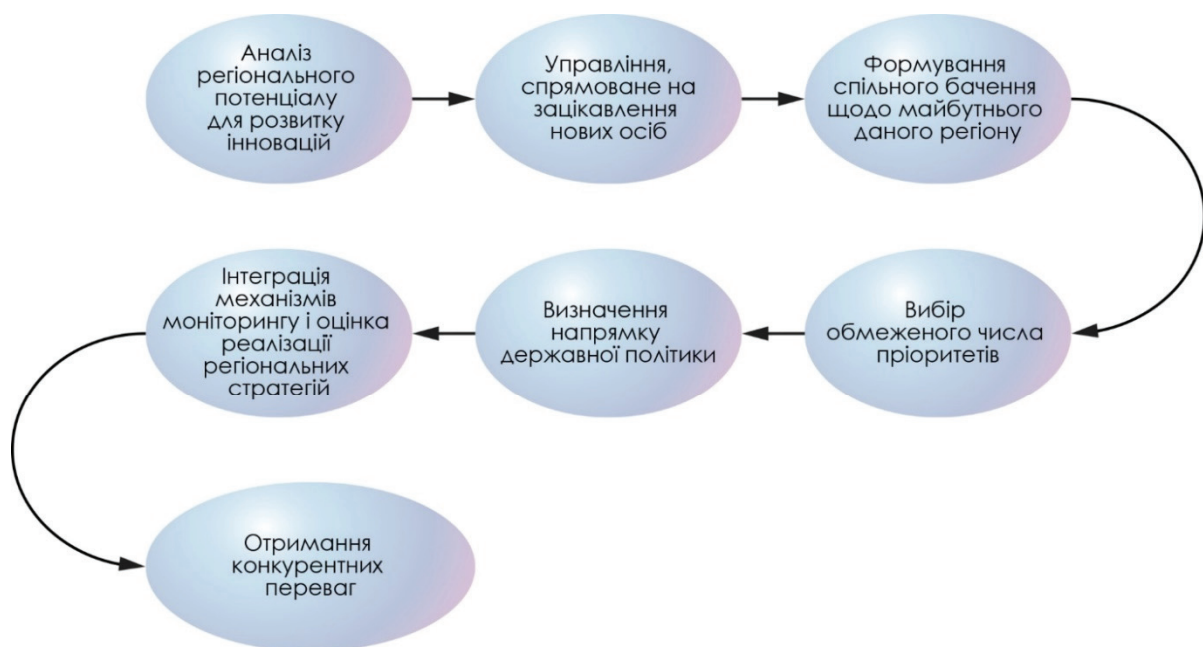 Аналіз
регіонального
потенціалу
для розвитку
інновацій
Управління,
спрямоване на
зацікавлення
нових осіб
Формування
спільного бачення
щодо майбутнього
даного регіону
Вибір
обмеженого числа
пріоритетів
Визначення
напрямку
державної політики
Інтеграція
механізмів
моніторингу і оцінка
реалізації
регіональних
стратегій
Отримання
конкурентних
переваг